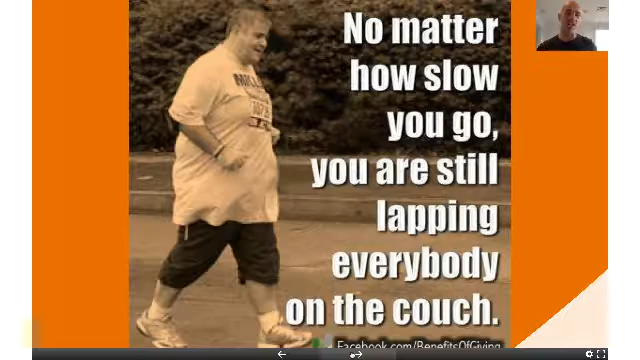 No matter
how slow
you go,
you are still
lapping
everybody
on the couch.
Facebook.com/BenefitsOfGiving